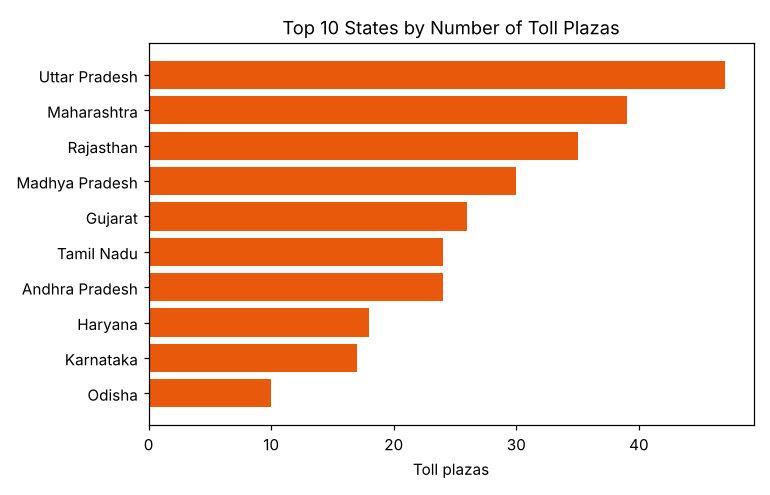 Top 10 States by Number of Toll Plazas
Uttar Pradesh
Maharashtra
Rajasthan
Madhya Pradesh
Gujarat
Tamil Nadu
Andhra Pradesh
Haryana
Karnataka
Odisha
0 10 20 30 40
Toll plazas